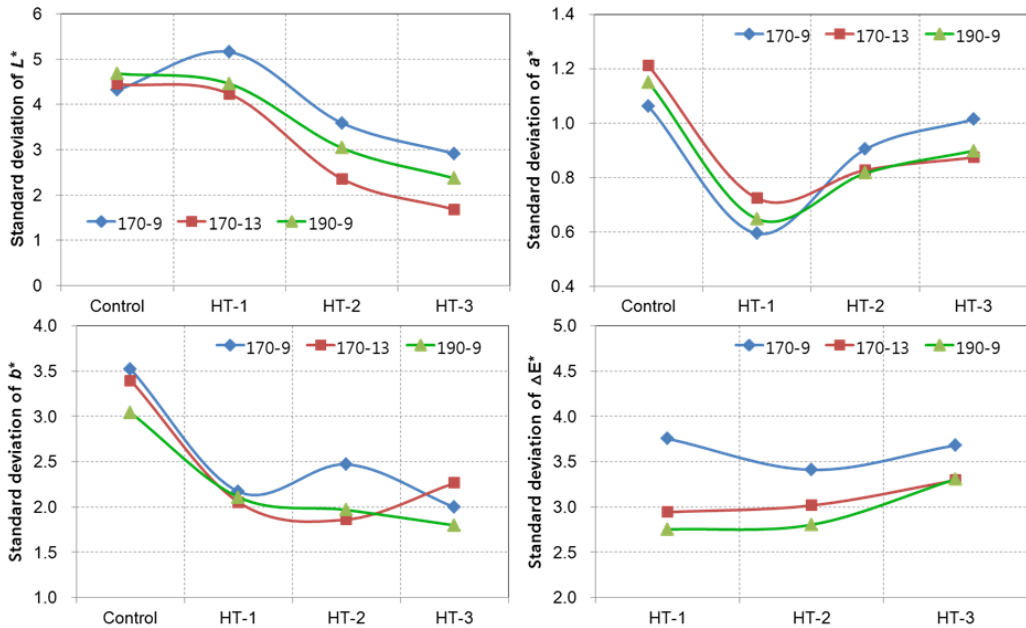 Standard deviation of L*
6
5
4
3
2
1
0
170-9 170-13 190-9
Control HT-1 HT-2 HT-3
Standard deviation of a*
1.4
1.2
1.0
0.8
0.6
0.4
170-9 170-13 190-9
Control HT-1 HT-2 HT-3
Standard deviation of b*
4.0
3.5
3.0
2.5
2.0
1.5
1.0
170-9 170-13 190-9
Control HT-1 HT-2 HT-3
Standard deviation of △E*
5.0
4.5
4.0
3.5
3.0
2.5
2.0
170-9 170-13 190-9
HT-1 HT-2 HT-3